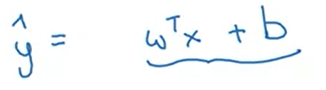 ŷ = wᵀx + b